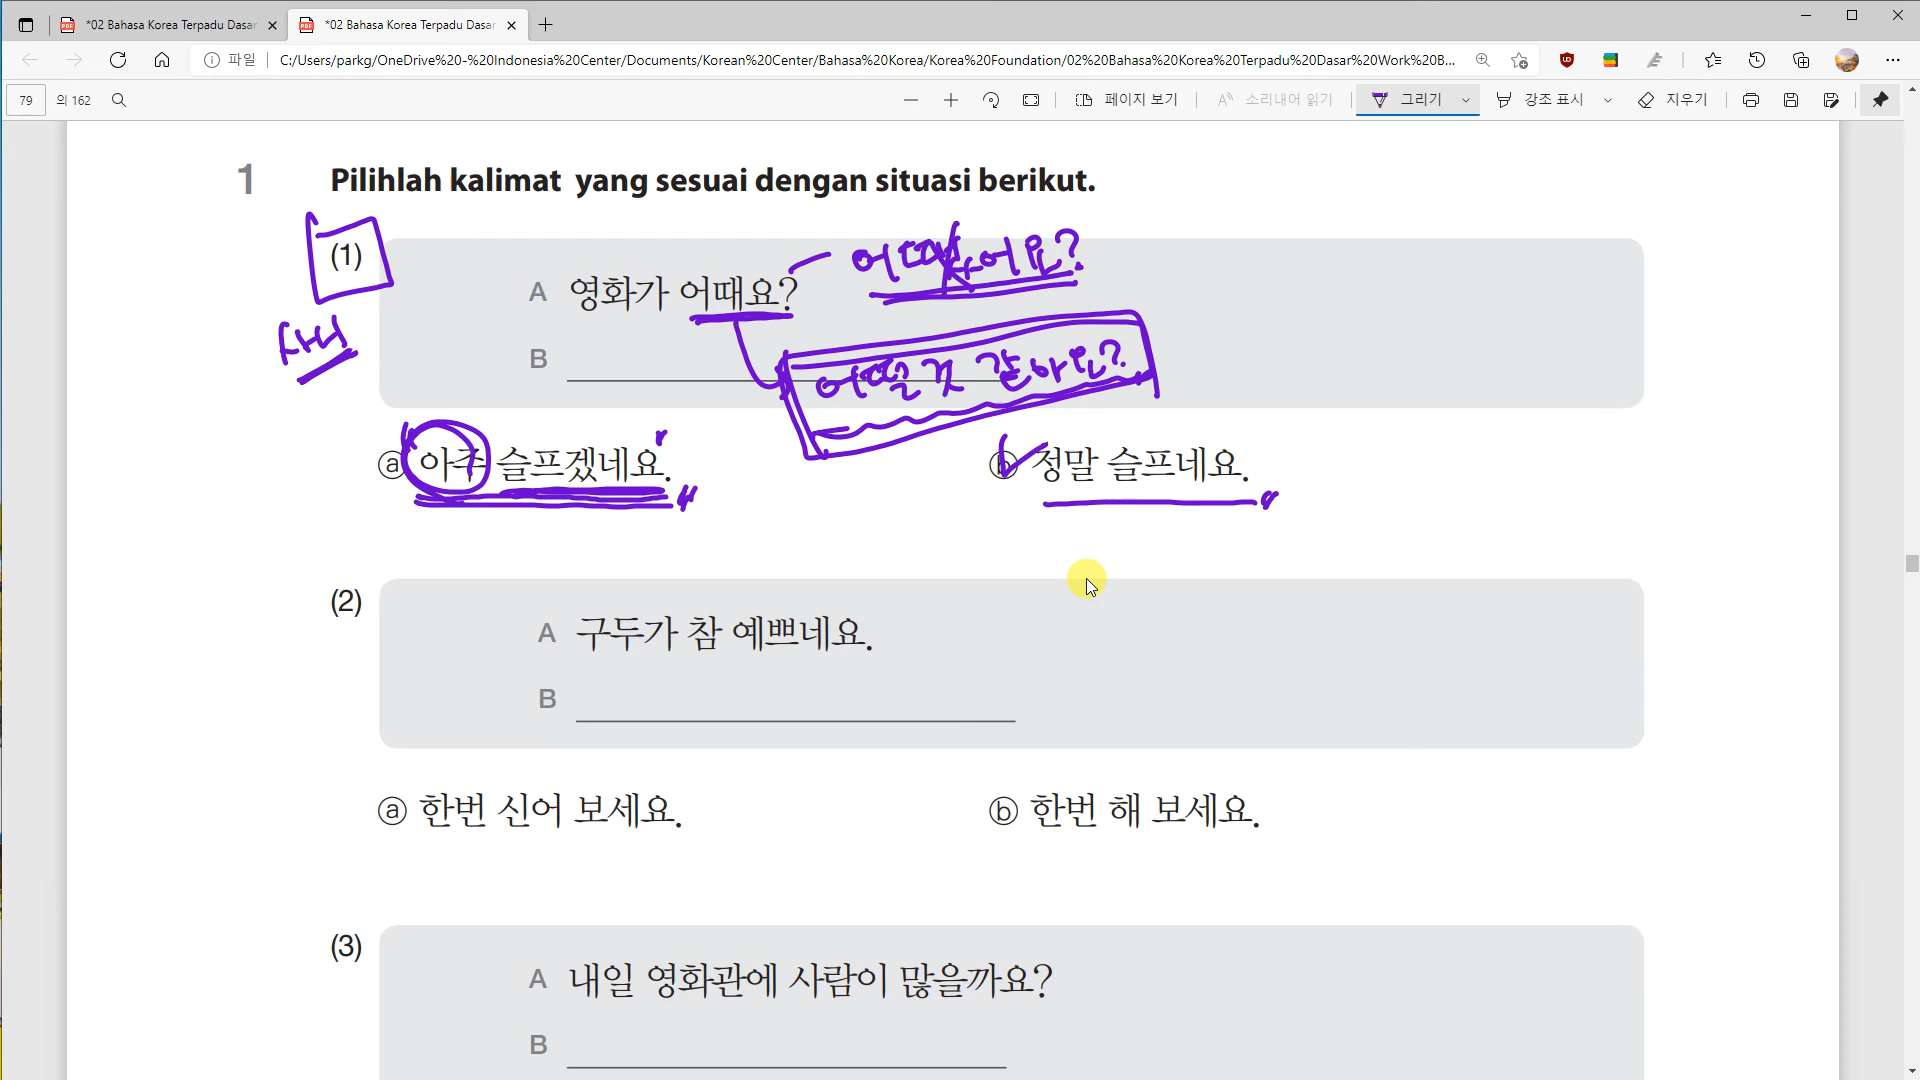 *02 Bahasa Korea Terpadu Dasar
*02 Bahasa Korea Terpadu Dasar
파일 C:/Users/parkg/OneDrive%20-%20Indonesia%20Center/Documents/Korean%20Center/Bahasa%20Korea/Korea%20Foundation/02%20Bahasa%20Korea%20Terpadu%20Dasar%20Work%20B...
79 의 162 페이지 보기 소리내어 읽기 그리기 강조 표시 지우기
1 Pilihlah kalimat yang sesuai dengan situasi berikut.
(1)
어땠어요?
A 영화가 어때요?
B
어떨것 같아요?
ⓐ 아주 슬프겠네요. ⓑ 정말 슬프네요.
(2)
A 구두가 참 예쁘네요.
B
ⓐ 한번 신어 보세요. ⓑ 한번 해 보세요.
(3)
A 내일 영화관에 사람이 많을까요?
B